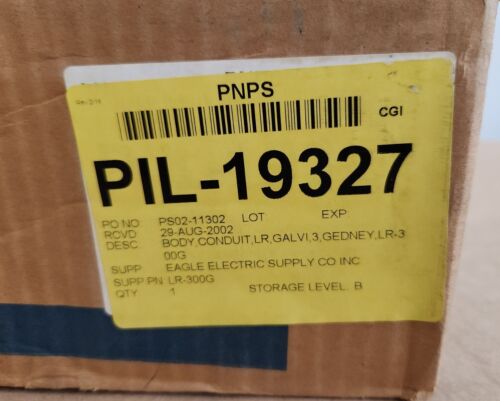 PNPS
CGI
PIL-19327
PO NO PS02-11302 LOT EXP
RCVD 29-AUG-2002
DESC BODY,CONDUIT,LR,GALVI,3,GEDNEY,LR-3
00G
SUPP EAGLE ELECTRIC SUPPLY CO INC
SUPP.PN LR-300G
QTY 1 STORAGE LEVEL. B